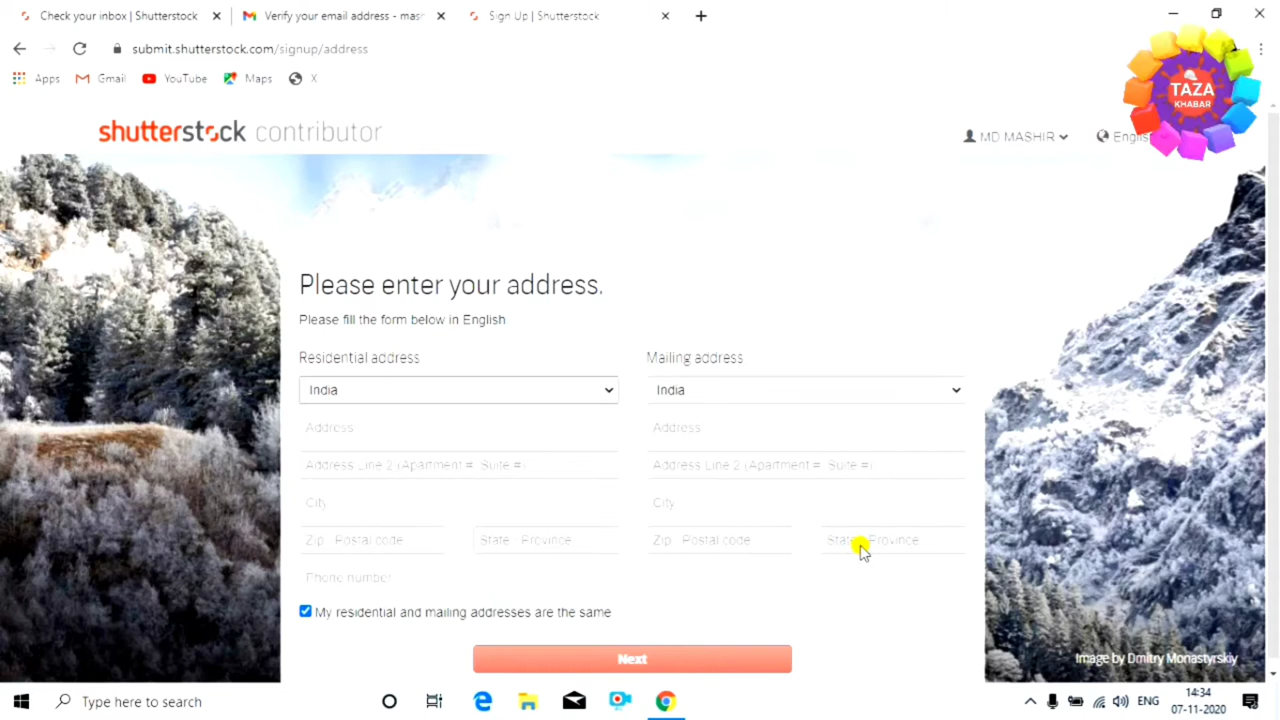 Check your inbox | Shutterstock
Verify your email address - mas
Sign Up | Shutterstock
submit.shutterstock.com/signup/address
Apps
Gmail
YouTube
Maps
X
TAZA
KHABAR
shutterstock contributor
MD MASHIR
Englis
Please enter your address.
Please fill the form below in English
Residential address
Mailing address
India
India
Address
Address
Address Line 2 (Apartment #, Suite #)
Address Line 2 (Apartment #, Suite #)
City
City
Zip / Postal code
State / Province
Zip / Postal code
State / Province
Phone number
My residential and mailing addresses are the same
Next
Image by Dmitry Monastyrskiy
Type here to search
ENG
14:34
07-11-2020